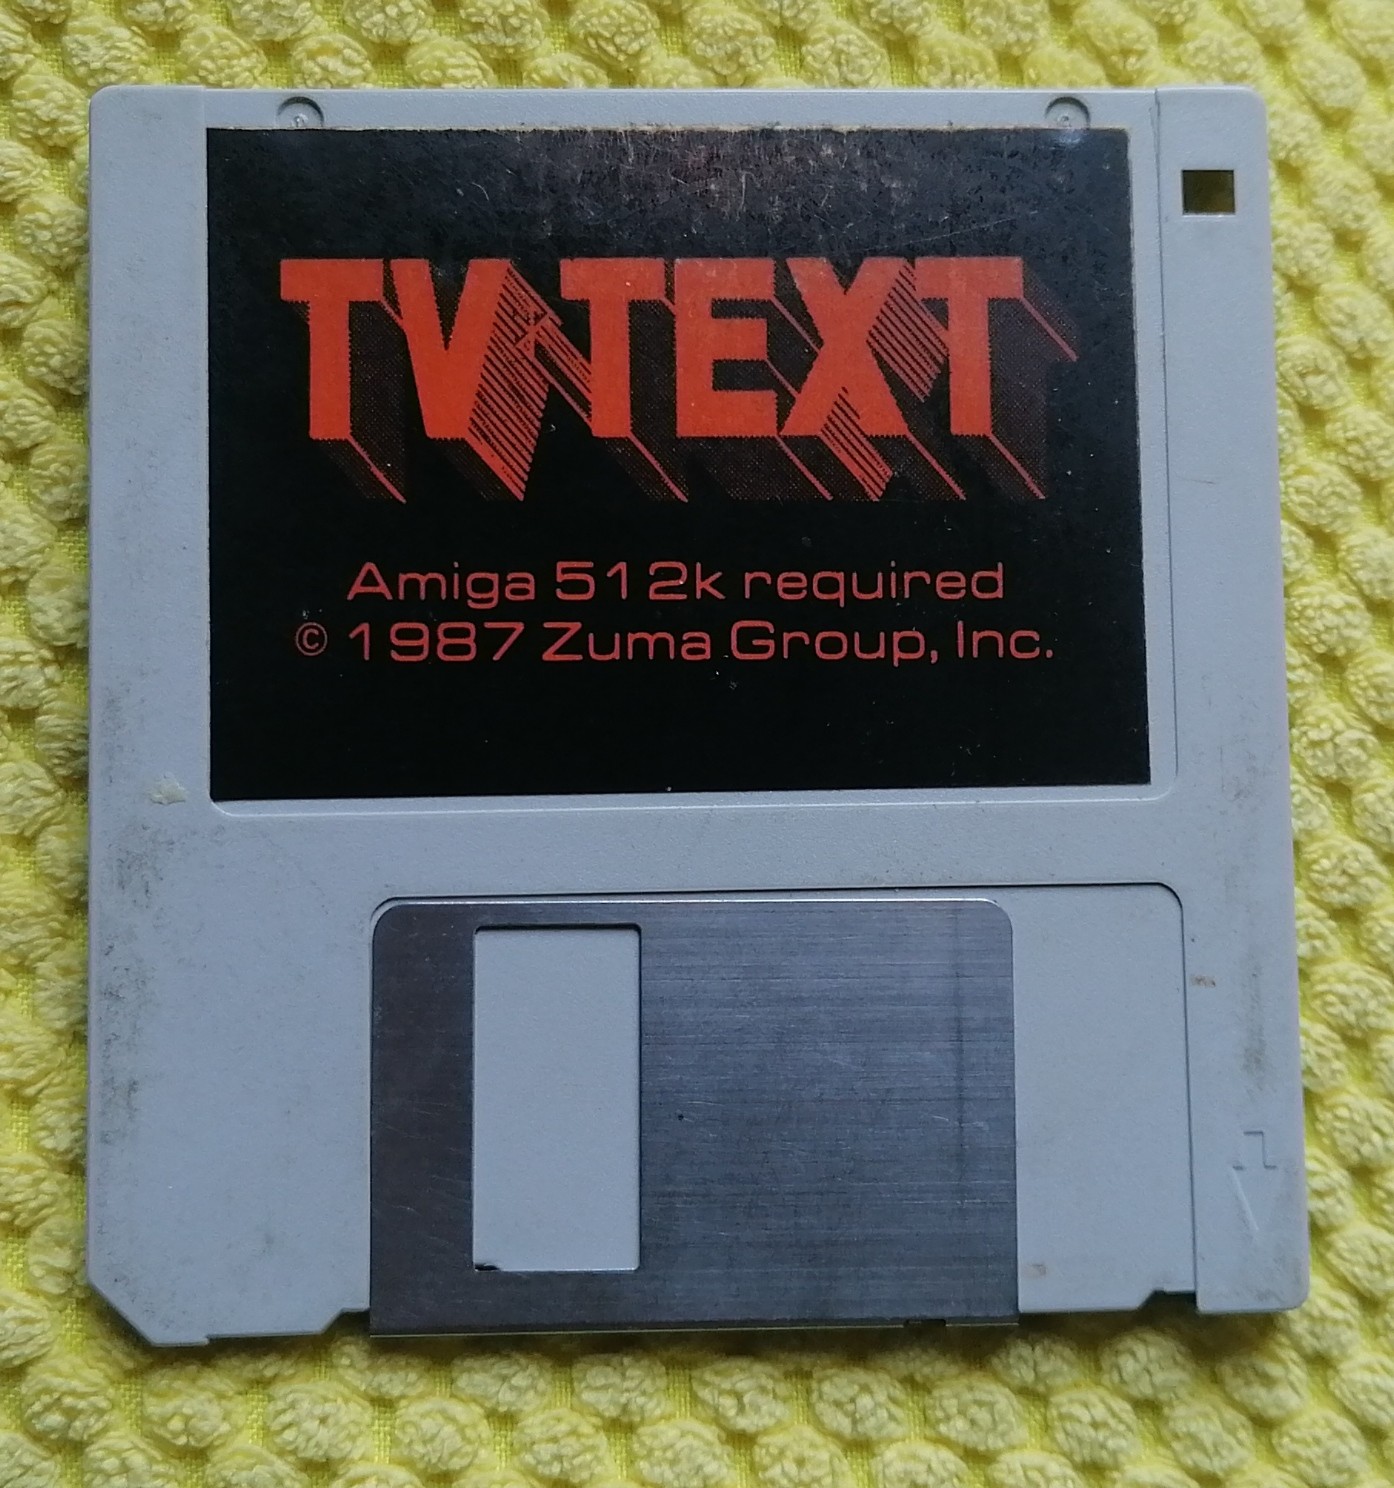 TV TEXT
Amiga 512k required
© 1987 Zuma Group, Inc.